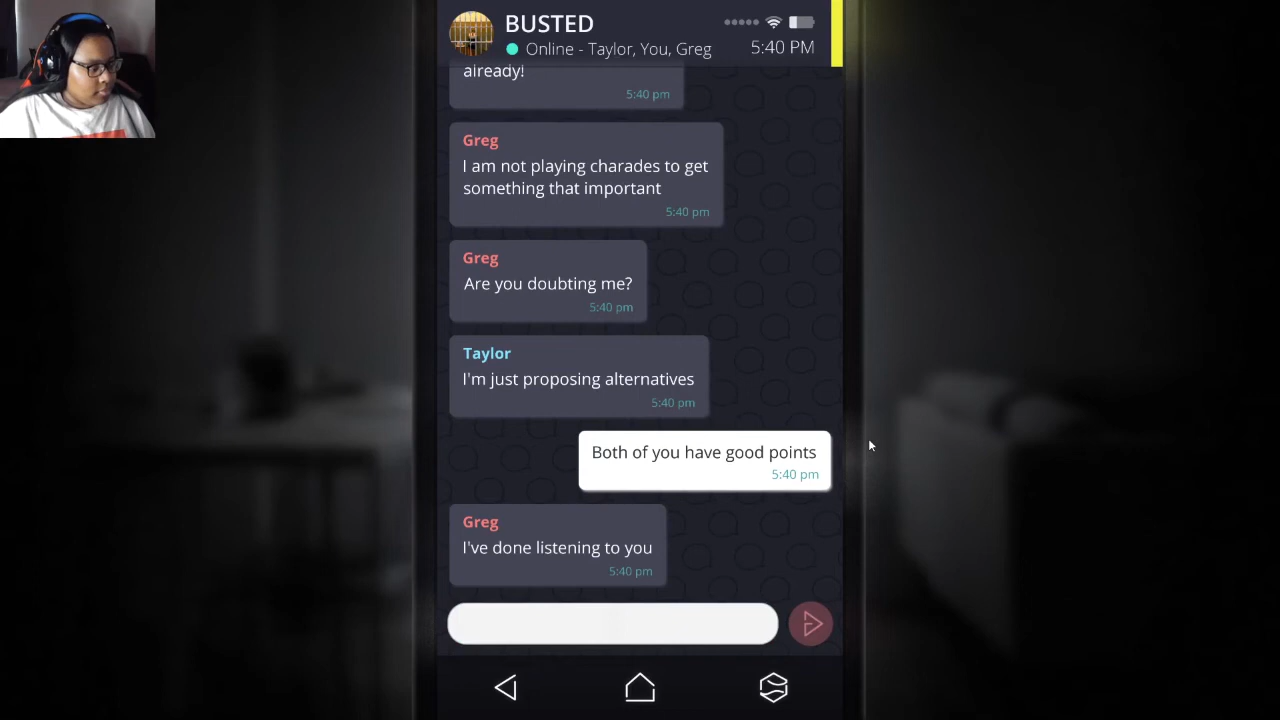 BUSTED
Online - Taylor, You, Greg
5:40 PM
already!
5:40 pm
Greg
I am not playing charades to get
something that important
5:40 pm
Greg
Are you doubting me?
5:40 pm
Taylor
I'm just proposing alternatives
5:40 pm
Both of you have good points
5:40 pm
Greg
I've done listening to you
5:40 pm